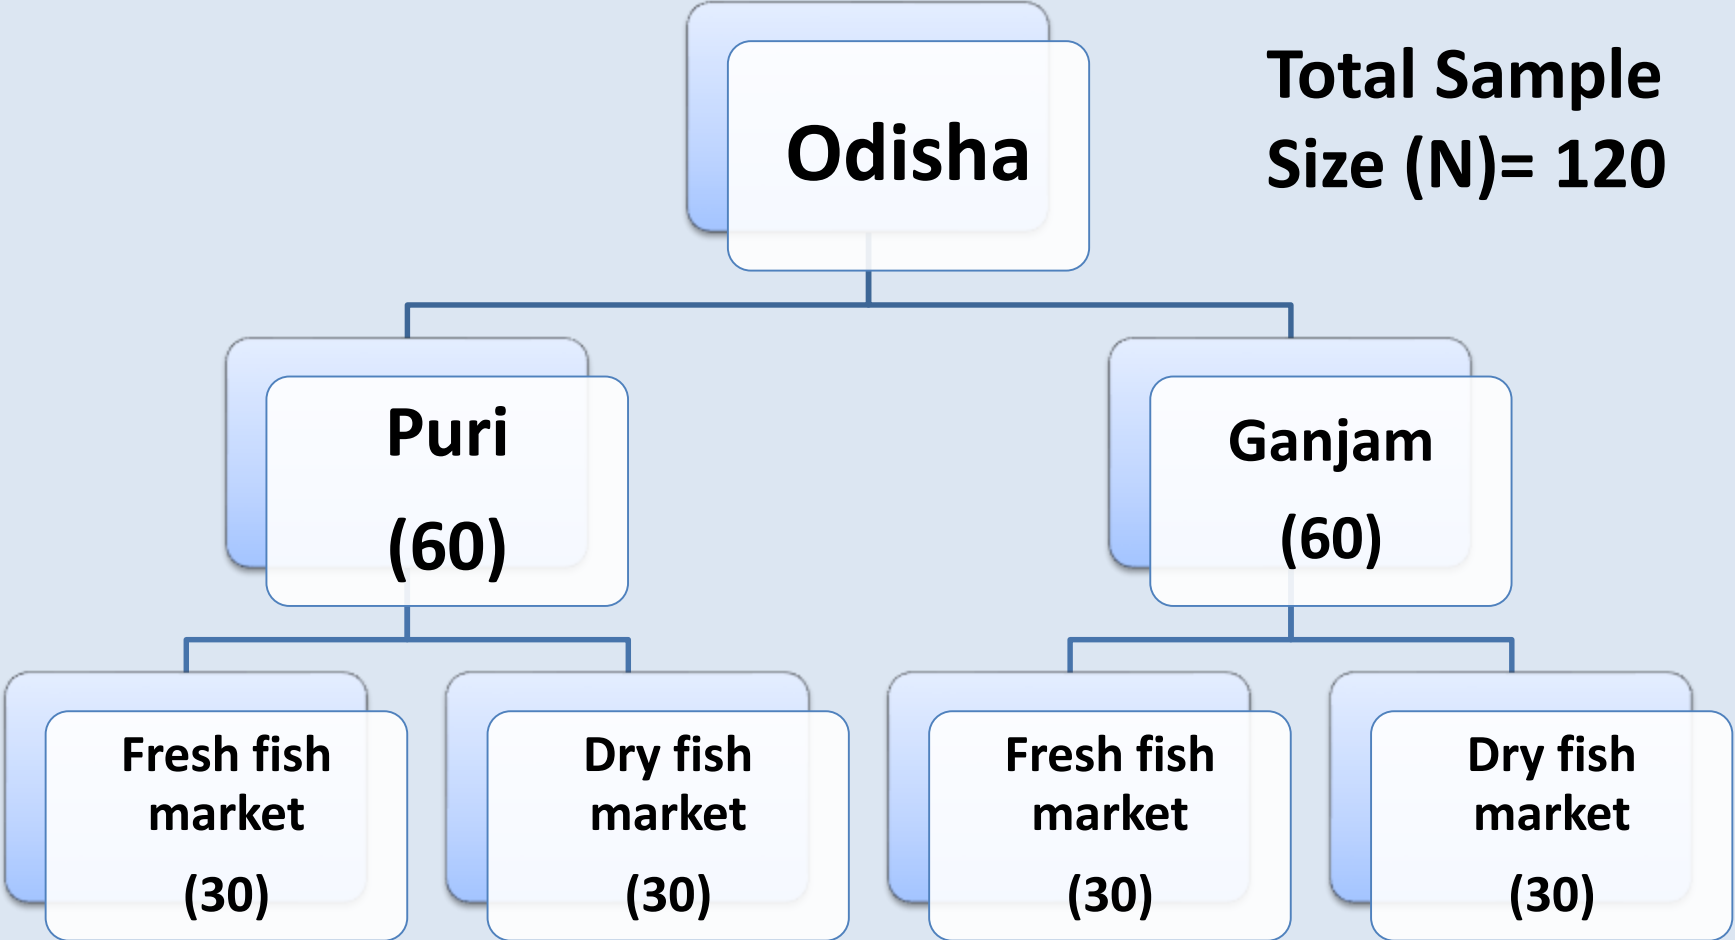 Odisha
Total Sample
Size (N)= 120
Puri
(60)
Ganjam
(60)
Fresh fish
market
(30)
Dry fish
market
(30)
Fresh fish
market
(30)
Dry fish
market
(30)